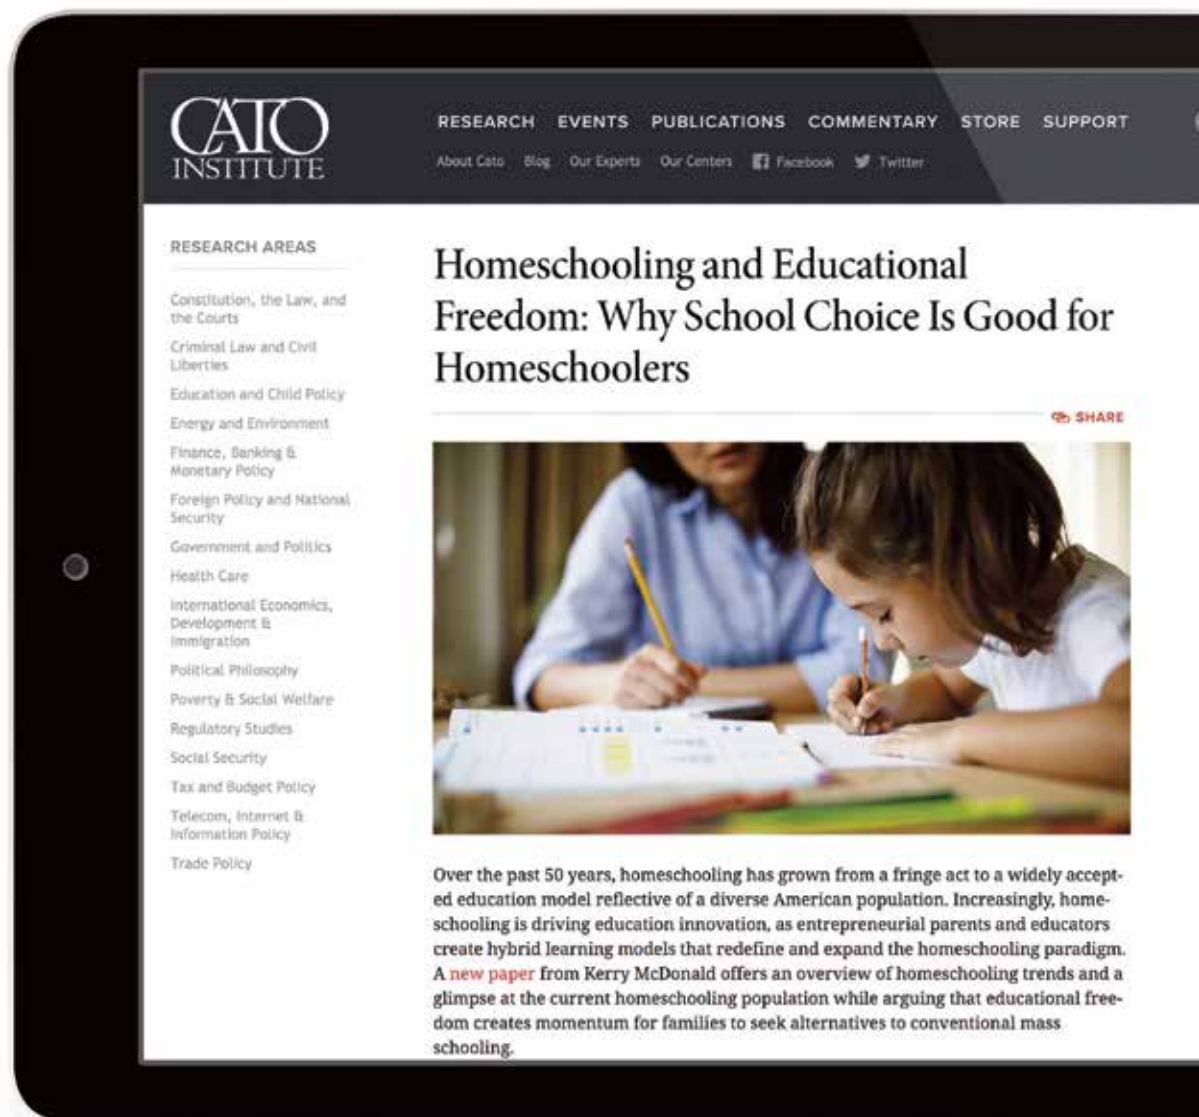 CATO
INSTITUTE
RESEARCH EVENTS PUBLICATIONS COMMENTARY STORE SUPPORT
About Cato Blog Our Experts Our Centers Facebook Twitter
RESEARCH AREAS
Constitution, the Law, and
the Courts
Criminal Law and Civil
Liberties
Education and Child Policy
Energy and Environment
Finance, Banking &
Monetary Policy
Foreign Policy and National
Security
Government and Politics
Health Care
International Economics,
Development &
Immigration
Political Philosophy
Poverty & Social Welfare
Regulatory Studies
Social Security
Tax and Budget Policy
Telecom, Internet &
Information Policy
Trade Policy
Homeschooling and Educational
Freedom: Why School Choice Is Good for
Homeschoolers
SHARE
Over the past 50 years, homeschooling has grown from a fringe act to a widely accept-
ed education model reflective of a diverse American population. Increasingly, home-
schooling is driving education innovation, as entrepreneurial parents and educators
create hybrid learning models that redefine and expand the homeschooling paradigm.
A new paper from Kerry McDonald offers an overview of homeschooling trends and a
glimpse at the current homeschooling population while arguing that educational free-
dom creates momentum for families to seek alternatives to conventional mass
schooling.